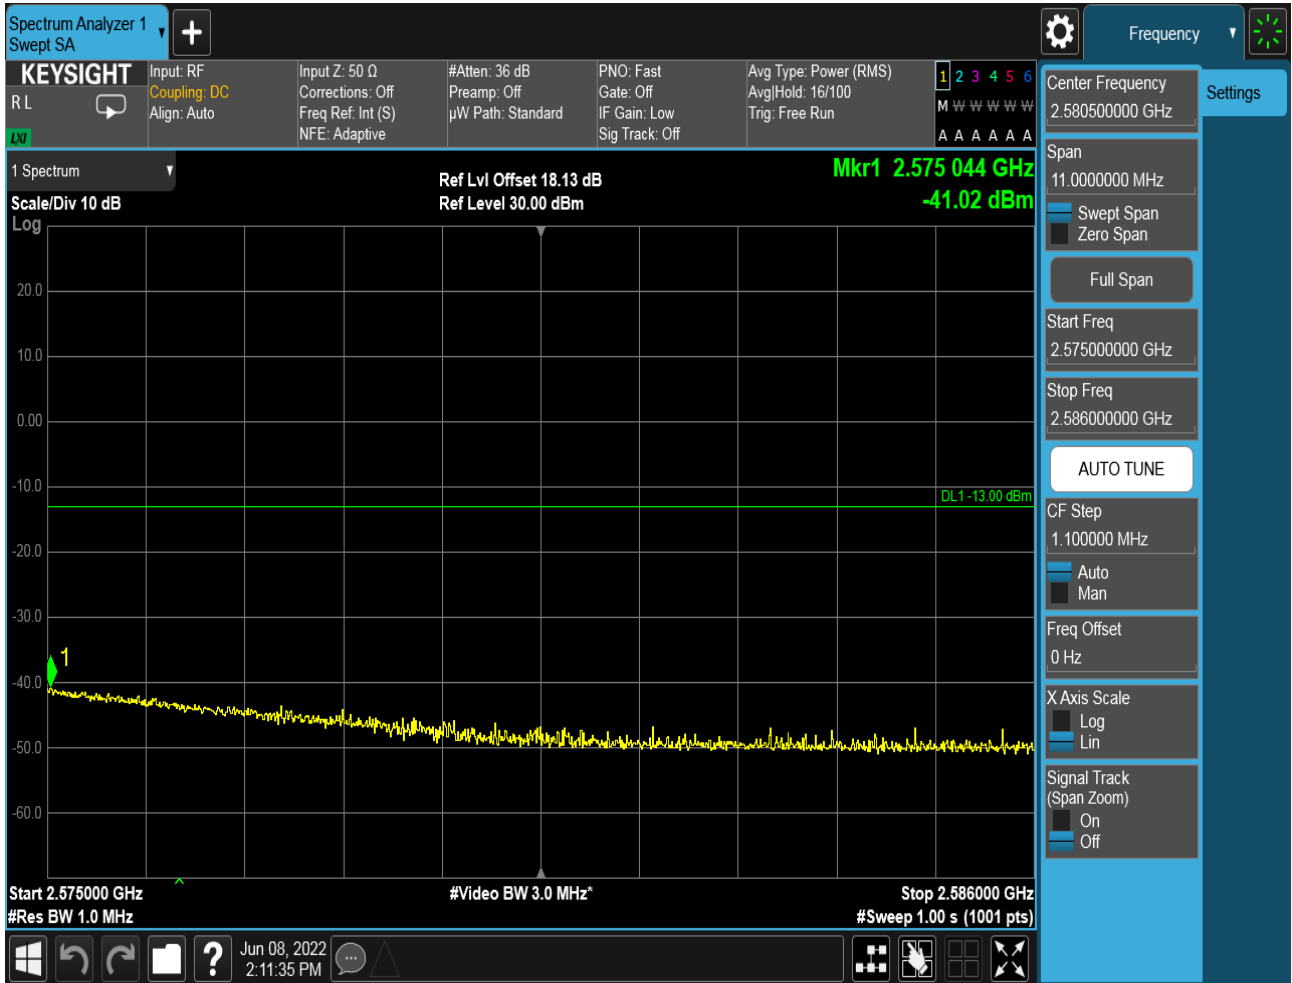 Spectrum Analyzer 1
Swept SA
+
Frequency
KEYSIGHT
R L
LXI
Input: RF
Coupling: DC
Align: Auto
Input Z: 50 Ω
Corrections: Off
Freq Ref: Int (S)
NFE: Adaptive
#Atten: 36 dB
Preamp: Off
µW Path: Standard
PNO: Fast
Gate: Off
IF Gain: Low
Sig Track: Off
Avg Type: Power (RMS)
Avg|Hold: 16/100
Trig: Free Run
1 2 3 4 5 6
M W W W W W
A A A A A A
1 Spectrum
Scale/Div 10 dB
Log
Ref Lvl Offset 18.13 dB
Ref Level 30.00 dBm
Mkr1 2.575 044 GHz
-41.02 dBm
20.0
10.0
0.00
-10.0
DL1 -13.00 dBm
-20.0
-30.0
1
-40.0
-50.0
-60.0
Start 2.575000 GHz
#Video BW 3.0 MHz*
Stop 2.586000 GHz
#Res BW 1.0 MHz
#Sweep 1.00 s (1001 pts)
?
Jun 08, 2022
2:11:35 PM
Center Frequency
2.580500000 GHz
Span
11.0000000 MHz
Swept Span
Zero Span
Full Span
Start Freq
2.575000000 GHz
Stop Freq
2.586000000 GHz
AUTO TUNE
CF Step
1.100000 MHz
Auto
Man
Freq Offset
0 Hz
X Axis Scale
Log
Lin
Signal Track
(Span Zoom)
On
Off
Settings